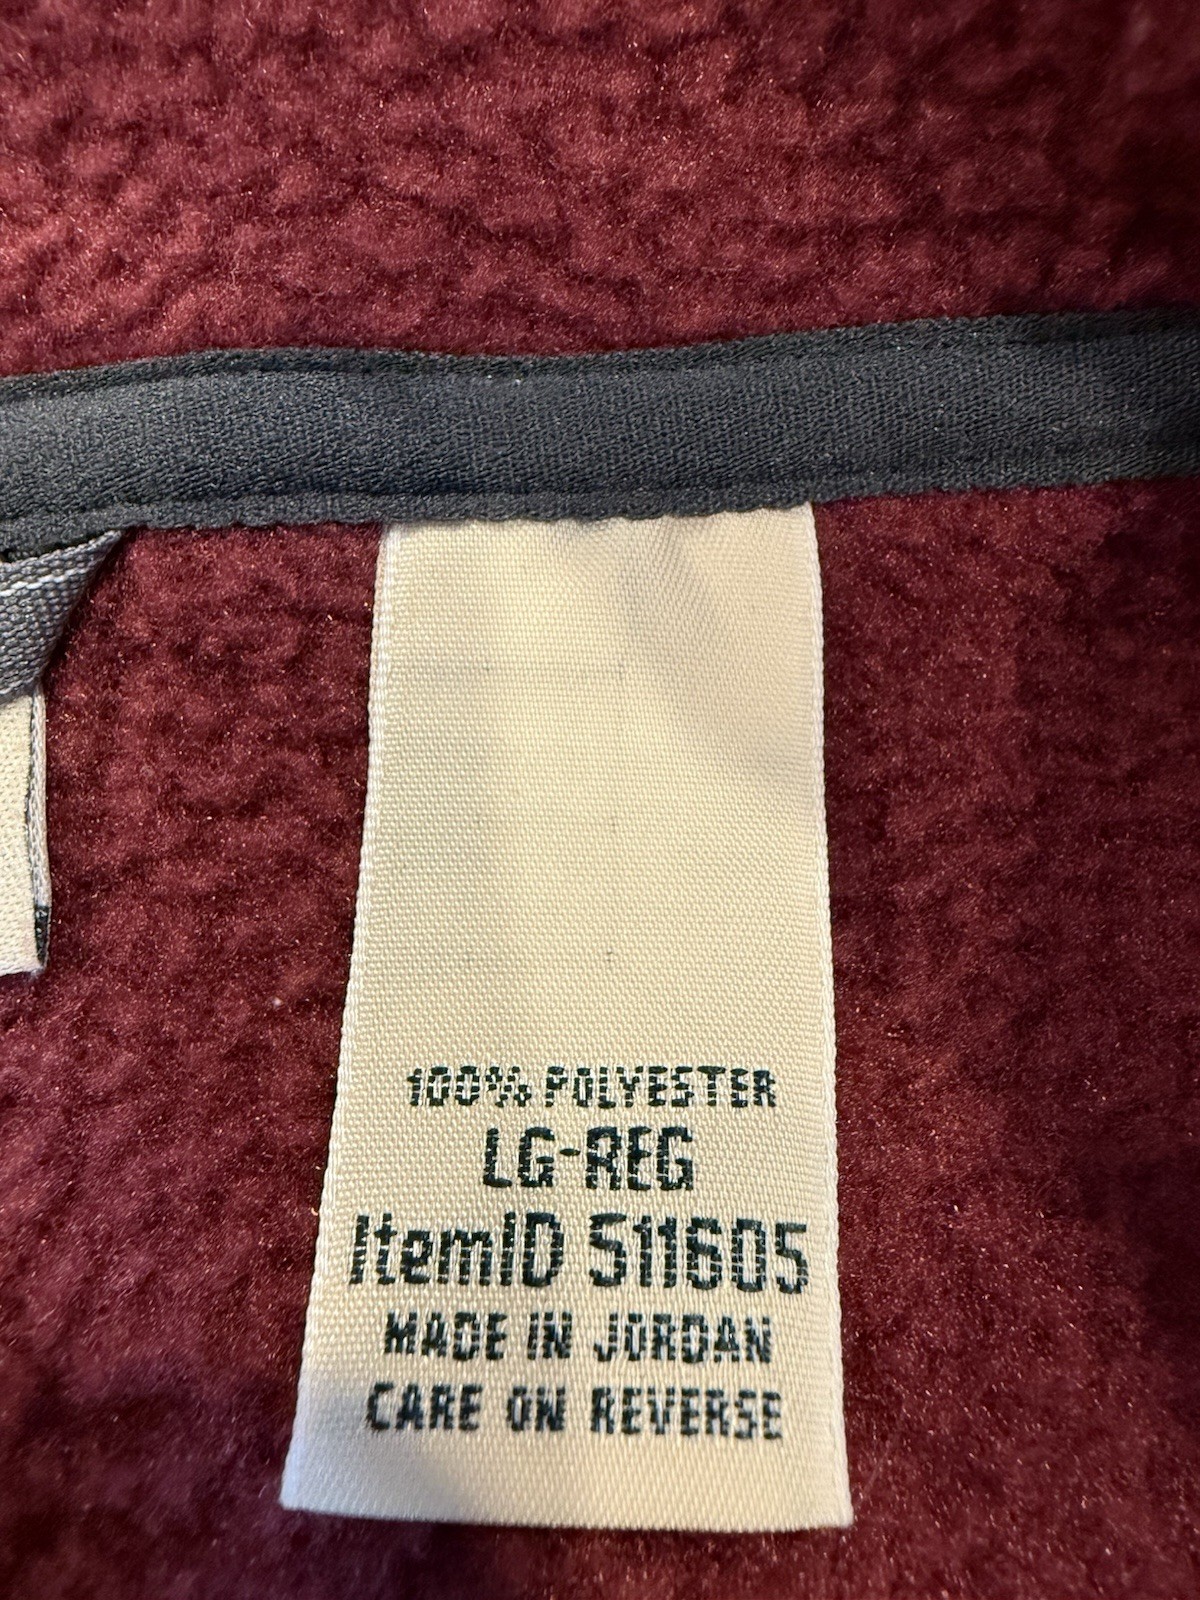 100% POLYESTER
LG-REG
ItemID 511605
MADE IN JORDAN
CARE ON REVERSE